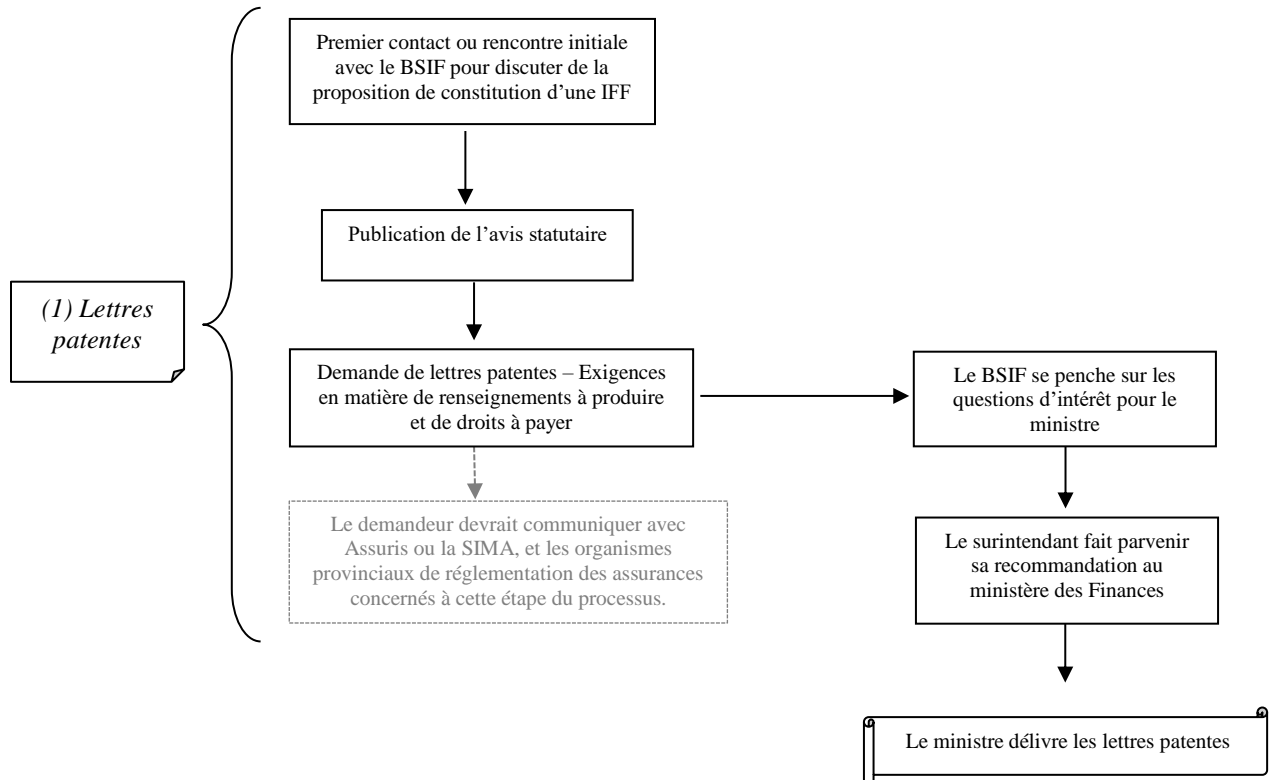 Premier contact ou rencontre initiale
avec le BSIF pour discuter de la
proposition de constitution d’une IFF
Publication de l’avis statutaire
(1) Lettres
patentes
Demande de lettres patentes – Exigences
en matière de renseignements à produire
et de droits à payer
Le BSIF se penche sur les
questions d’intérêt pour le
ministre
Le demandeur devrait communiquer avec
Assuris ou la SIMA, et les organismes
provinciaux de réglementation des assurances
concernés à cette étape du processus.
Le surintendant fait parvenir
sa recommandation au
ministère des Finances
Le ministre délivre les lettres patentes